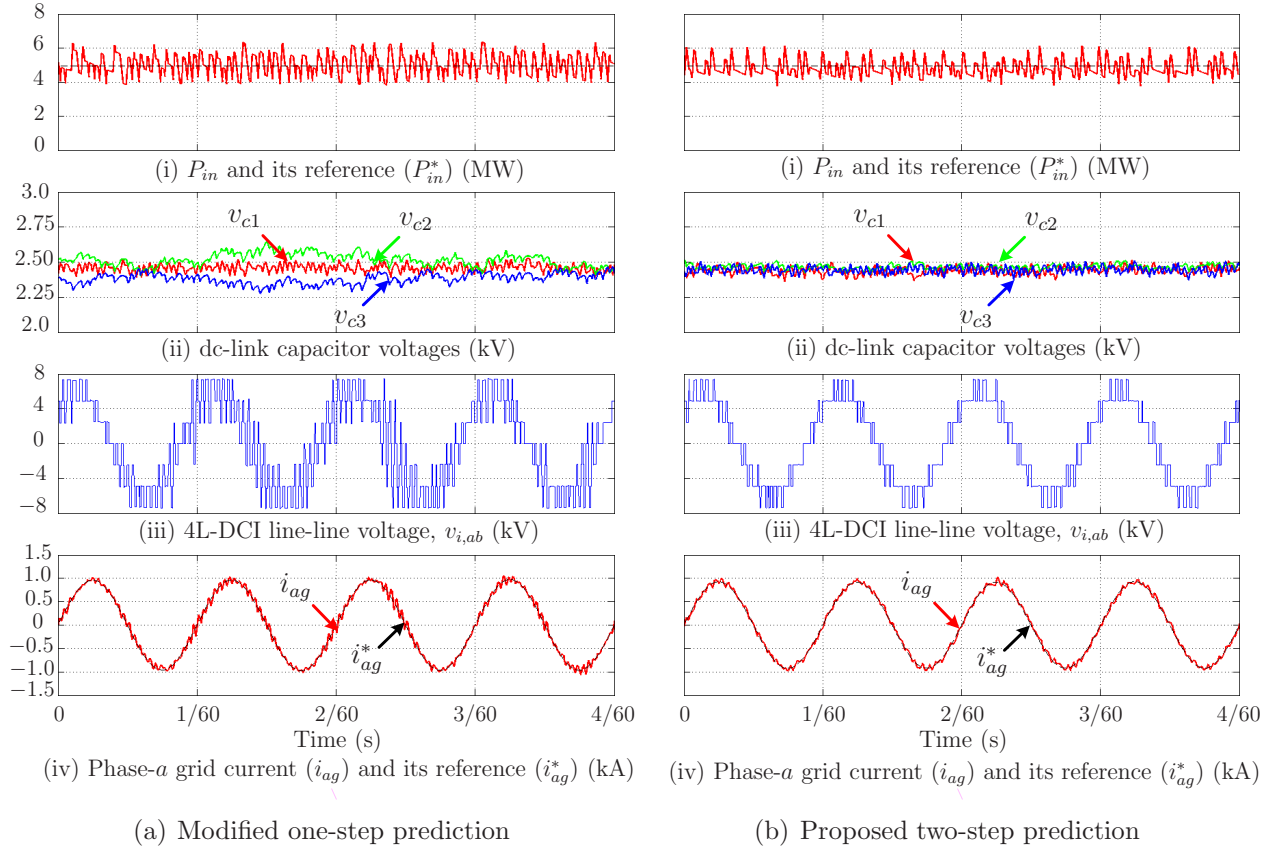 8
6
4
2
0
(i) P_in and its reference (P*_in) (MW)
3.0
2.75
2.50
2.25
2.0
v_c1
v_c2
v_c3
(ii) dc-link capacitor voltages (kV)
8
4
0
−4
−8
(iii) 4L-DCI line-line voltage, v_i,ab (kV)
1.5
1.0
0.5
0
−0.5
−1.0
−1.5
i_ag
i*_ag
0 1/60 2/60 3/60 4/60
Time (s)
(iv) Phase-a grid current (i_ag) and its reference (i*_ag) (kA)
(a) Modified one-step prediction
(i) P_in and its reference (P*_in) (MW)
v_c1
v_c2
v_c3
(ii) dc-link capacitor voltages (kV)
(iii) 4L-DCI line-line voltage, v_i,ab (kV)
i_ag
i*_ag
0 1/60 2/60 3/60 4/60
Time (s)
(iv) Phase-a grid current (i_ag) and its reference (i*_ag) (kA)
(b) Proposed two-step prediction